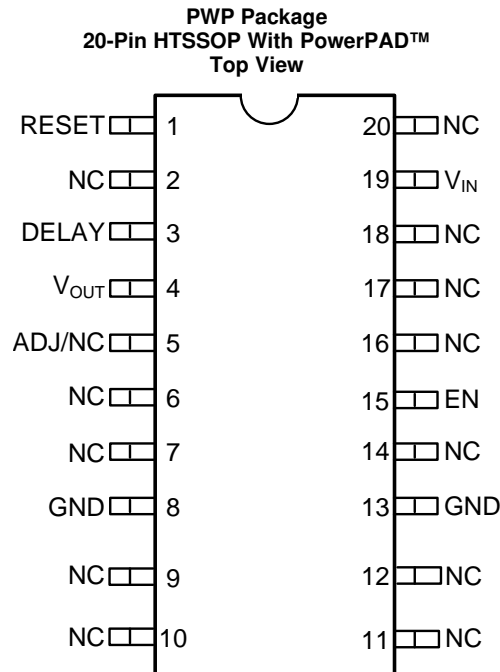 PWP Package
20-Pin HTSSOP With PowerPAD™
Top View
RESET 1 20 NC
NC 2 19 VIN
DELAY 3 18 NC
VOUT 4 17 NC
ADJ/NC 5 16 NC
NC 6 15 EN
NC 7 14 NC
GND 8 13 GND
NC 9 12 NC
NC 10 11 NC